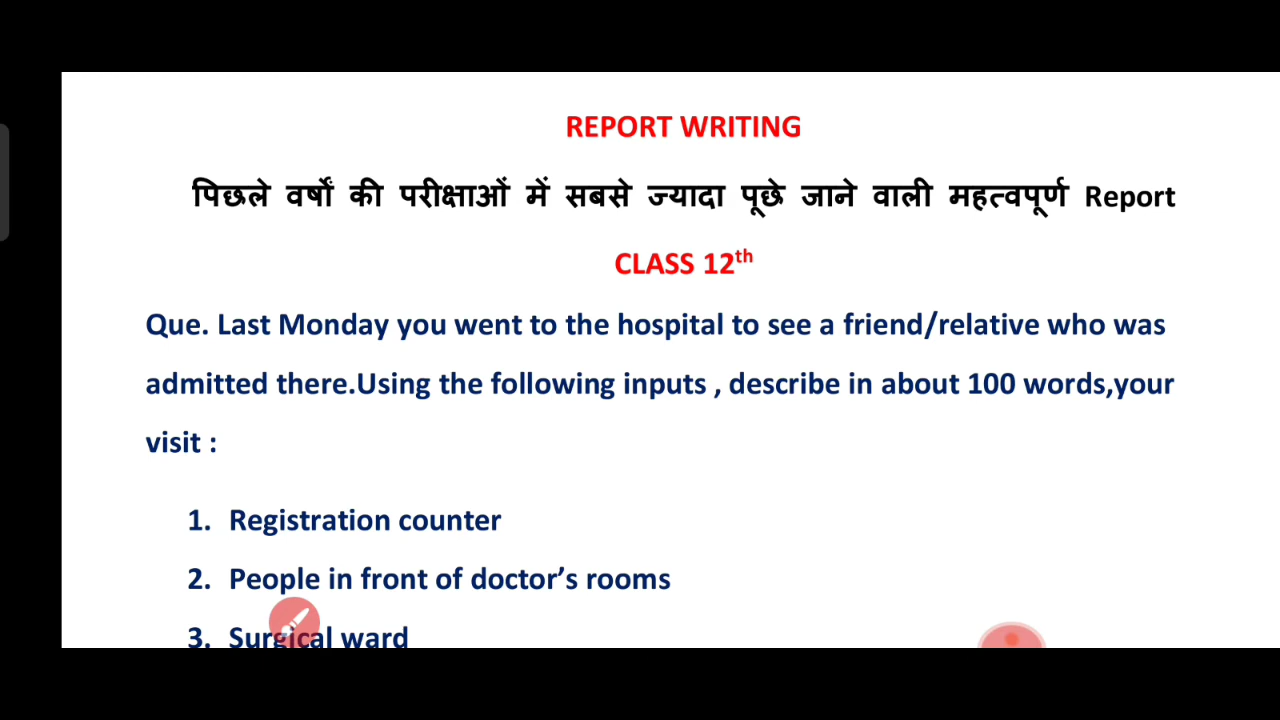 REPORT WRITING
पिछले वर्षों की परीक्षाओं में सबसे ज्यादा पूछे जाने वाली महत्वपूर्ण Report
CLASS 12th
Que. Last Monday you went to the hospital to see a friend/relative who was
admitted there.Using the following inputs , describe in about 100 words,your
visit :
1. Registration counter
2. People in front of doctor’s rooms
3. Surgical ward